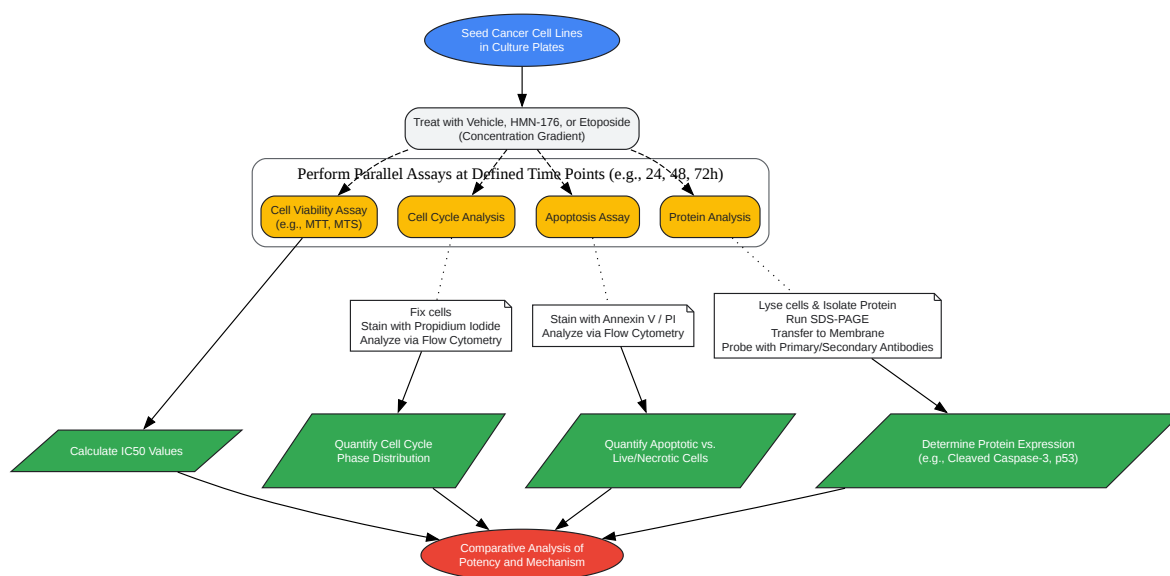 Seed Cancer Cell Lines
in Culture Plates
Treat with Vehicle, HMN-176, or Etoposide
(Concentration Gradient)
Perform Parallel Assays at Defined Time Points (e.g., 24, 48, 72h)
Cell Viability Assay
(e.g., MTT, MTS)
Cell Cycle Analysis
Apoptosis Assay
Protein Analysis
Fix cells
Stain with Propidium Iodide
Analyze via Flow Cytometry
Stain with Annexin V / PI
Analyze via Flow Cytometry
Lyse cells & Isolate Protein
Run SDS-PAGE
Transfer to Membrane
Probe with Primary/Secondary Antibodies
Calculate IC50 Values
Quantify Cell Cycle
Phase Distribution
Quantify Apoptotic vs.
Live/Necrotic Cells
Determine Protein Expression
(e.g., Cleaved Caspase-3, p53)
Comparative Analysis of
Potency and Mechanism